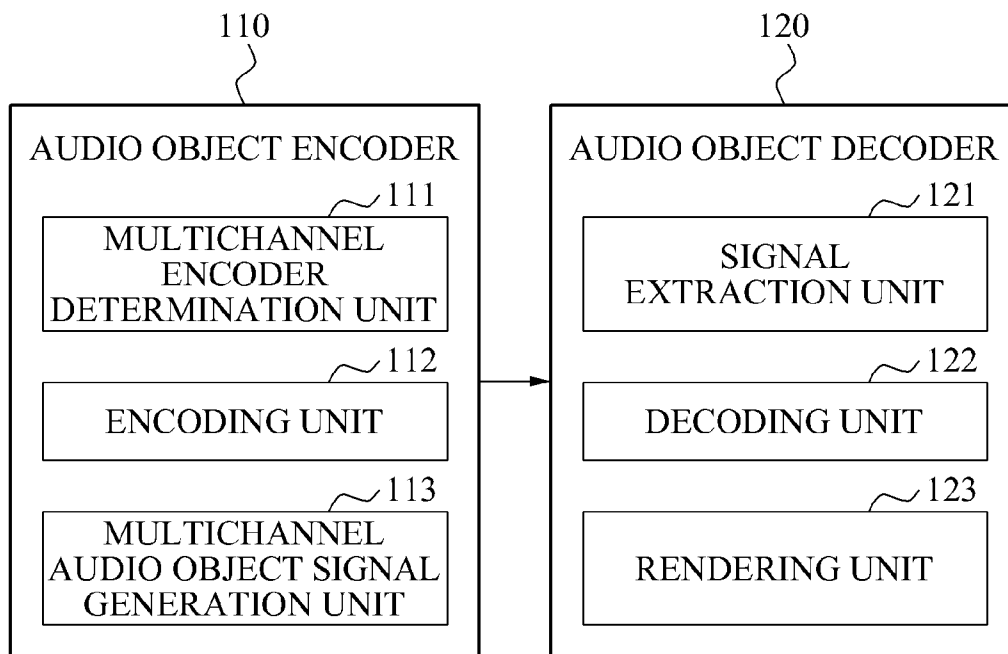 110
AUDIO OBJECT ENCODER
111
MULTICHANNEL
ENCODER
DETERMINATION UNIT
112
ENCODING UNIT
113
MULTICHANNEL
AUDIO OBJECT SIGNAL
GENERATION UNIT
120
AUDIO OBJECT DECODER
121
SIGNAL
EXTRACTION UNIT
122
DECODING UNIT
123
RENDERING UNIT